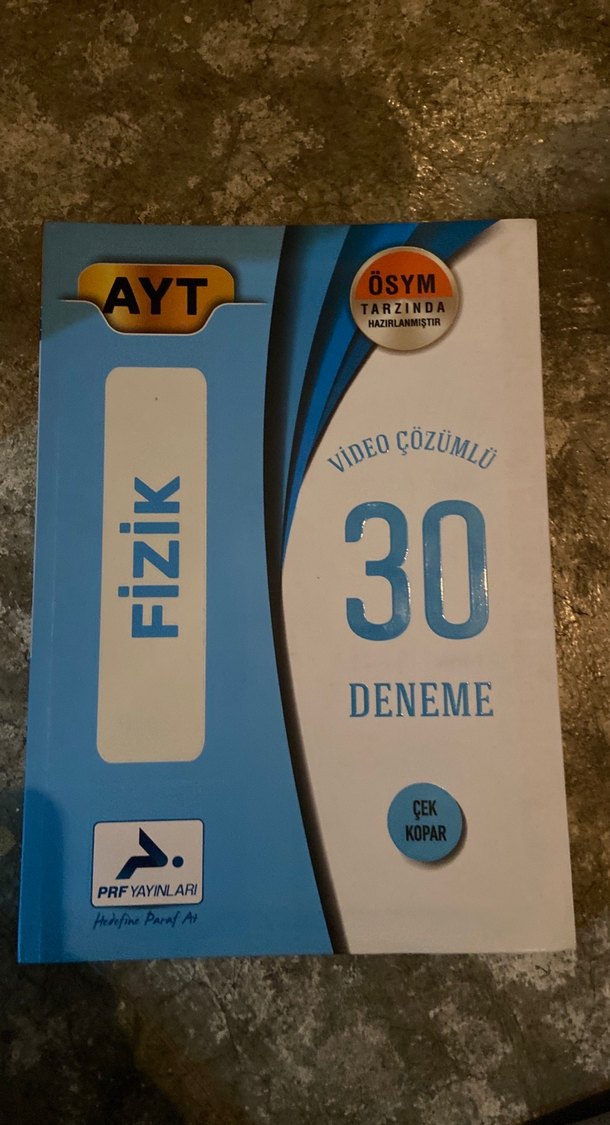 AYT
ÖSYM
TARZINDA
HAZIRLANMIŞTIR
FİZİK
VİDEO ÇÖZÜMLÜ
30
DENEME
ÇEK
KOPAR
PRF YAYINLARI
Hedefine Paraf At